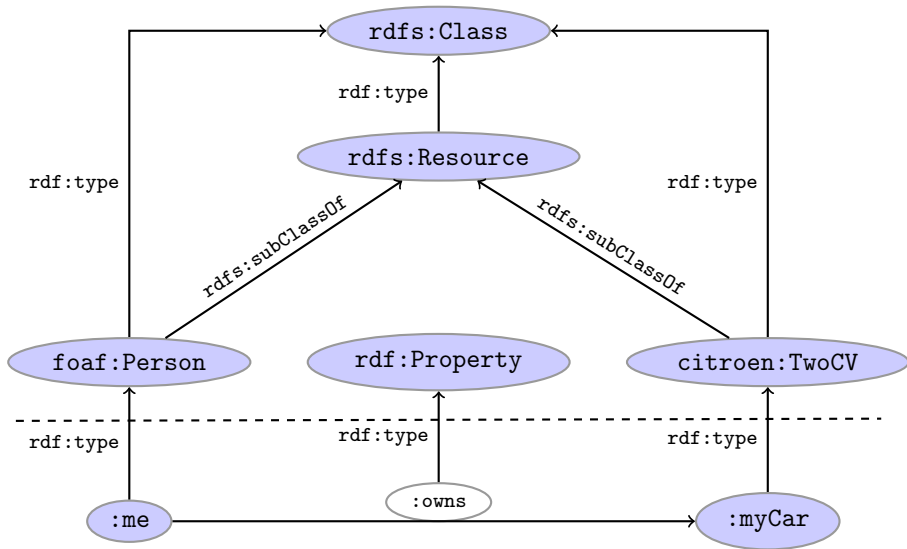 rdfs:Class
rdf:type
rdfs:Resource
rdf:type
rdf:type
rdfs:subClassOf
rdfs:subClassOf
foaf:Person
rdf:Property
citroen:TwoCV
rdf:type
rdf:type
rdf:type
:owns
:me
:myCar